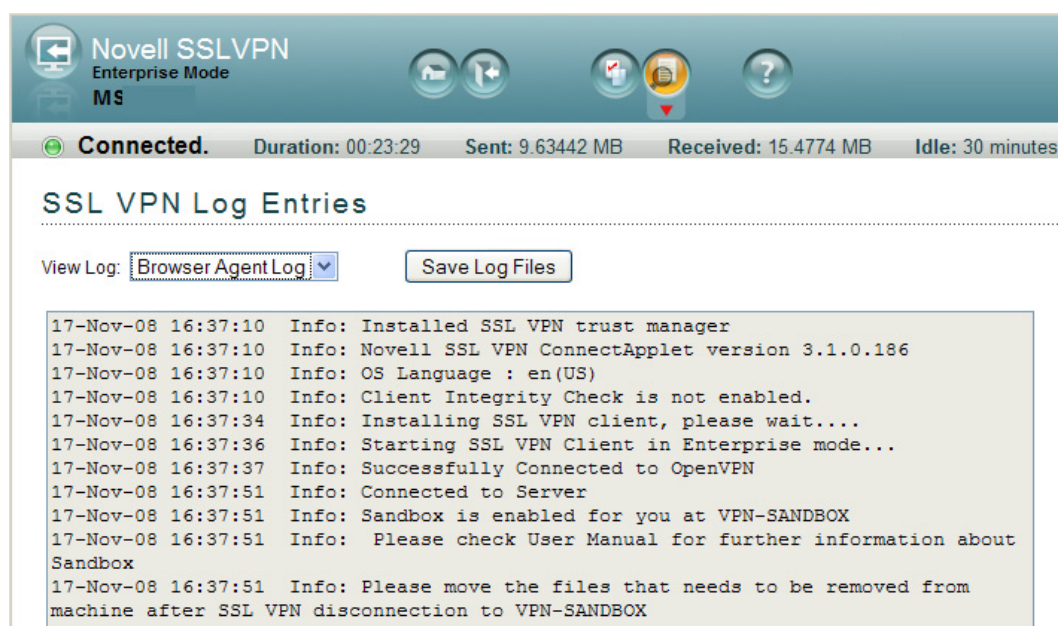 Novell SSLVPN
Enterprise Mode
MS
Connected. Duration: 00:23:29 Sent: 9.63442 MB Received: 15.4774 MB Idle: 30 minutes
SSL VPN Log Entries
View Log: Browser Agent Log Save Log Files
17-Nov-08 16:37:10 Info: Installed SSL VPN trust manager
17-Nov-08 16:37:10 Info: Novell SSL VPN ConnectApplet version 3.1.0.186
17-Nov-08 16:37:10 Info: OS Language : en(US)
17-Nov-08 16:37:10 Info: Client Integrity Check is not enabled.
17-Nov-08 16:37:34 Info: Installing SSL VPN client, please wait....
17-Nov-08 16:37:36 Info: Starting SSL VPN Client in Enterprise mode...
17-Nov-08 16:37:37 Info: Successfully Connected to OpenVPN
17-Nov-08 16:37:51 Info: Connected to Server
17-Nov-08 16:37:51 Info: Sandbox is enabled for you at VPN-SANDBOX
17-Nov-08 16:37:51 Info: Please check User Manual for further information about
Sandbox
17-Nov-08 16:37:51 Info: Please move the files that needs to be removed from
machine after SSL VPN disconnection to VPN-SANDBOX